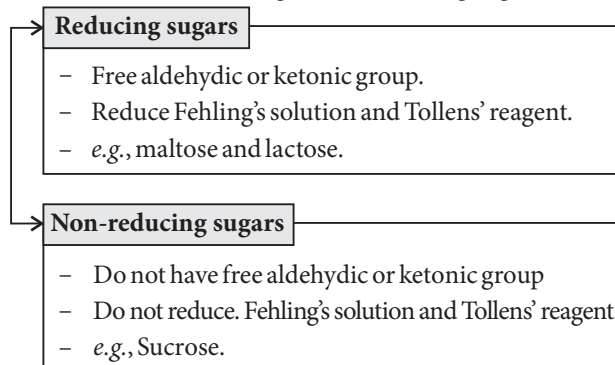 Reducing sugars
– Free aldehydic or ketonic group.
– Reduce Fehling's solution and Tollens' reagent.
– e.g., maltose and lactose.
Non-reducing sugars
– Do not have free aldehydic or ketonic group
– Do not reduce. Fehling's solution and Tollens' reagent
– e.g., Sucrose.